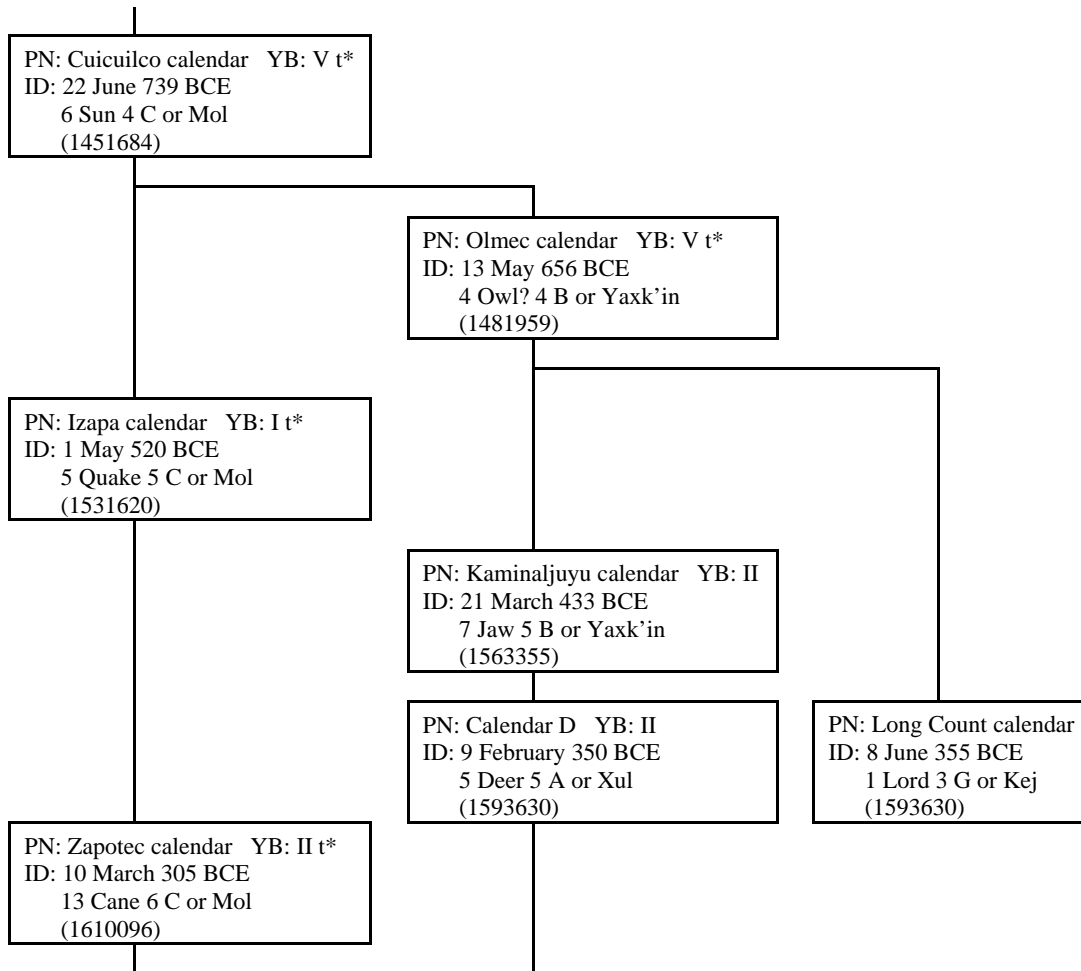 PN: Cuicuilco calendar YB: V t*
ID: 22 June 739 BCE
6 Sun 4 C or Mol
(1451684)
PN: Olmec calendar YB: V t*
ID: 13 May 656 BCE
4 Owl? 4 B or Yaxk’in
(1481959)
PN: Izapa calendar YB: I t*
ID: 1 May 520 BCE
5 Quake 5 C or Mol
(1531620)
PN: Kaminaljuyu calendar YB: II
ID: 21 March 433 BCE
7 Jaw 5 B or Yaxk’in
(1563355)
PN: Calendar D YB: II
ID: 9 February 350 BCE
5 Deer 5 A or Xul
(1593630)
PN: Long Count calendar
ID: 8 June 355 BCE
1 Lord 3 G or Kej
(1593630)
PN: Zapotec calendar YB: II t*
ID: 10 March 305 BCE
13 Cane 6 C or Mol
(1610096)